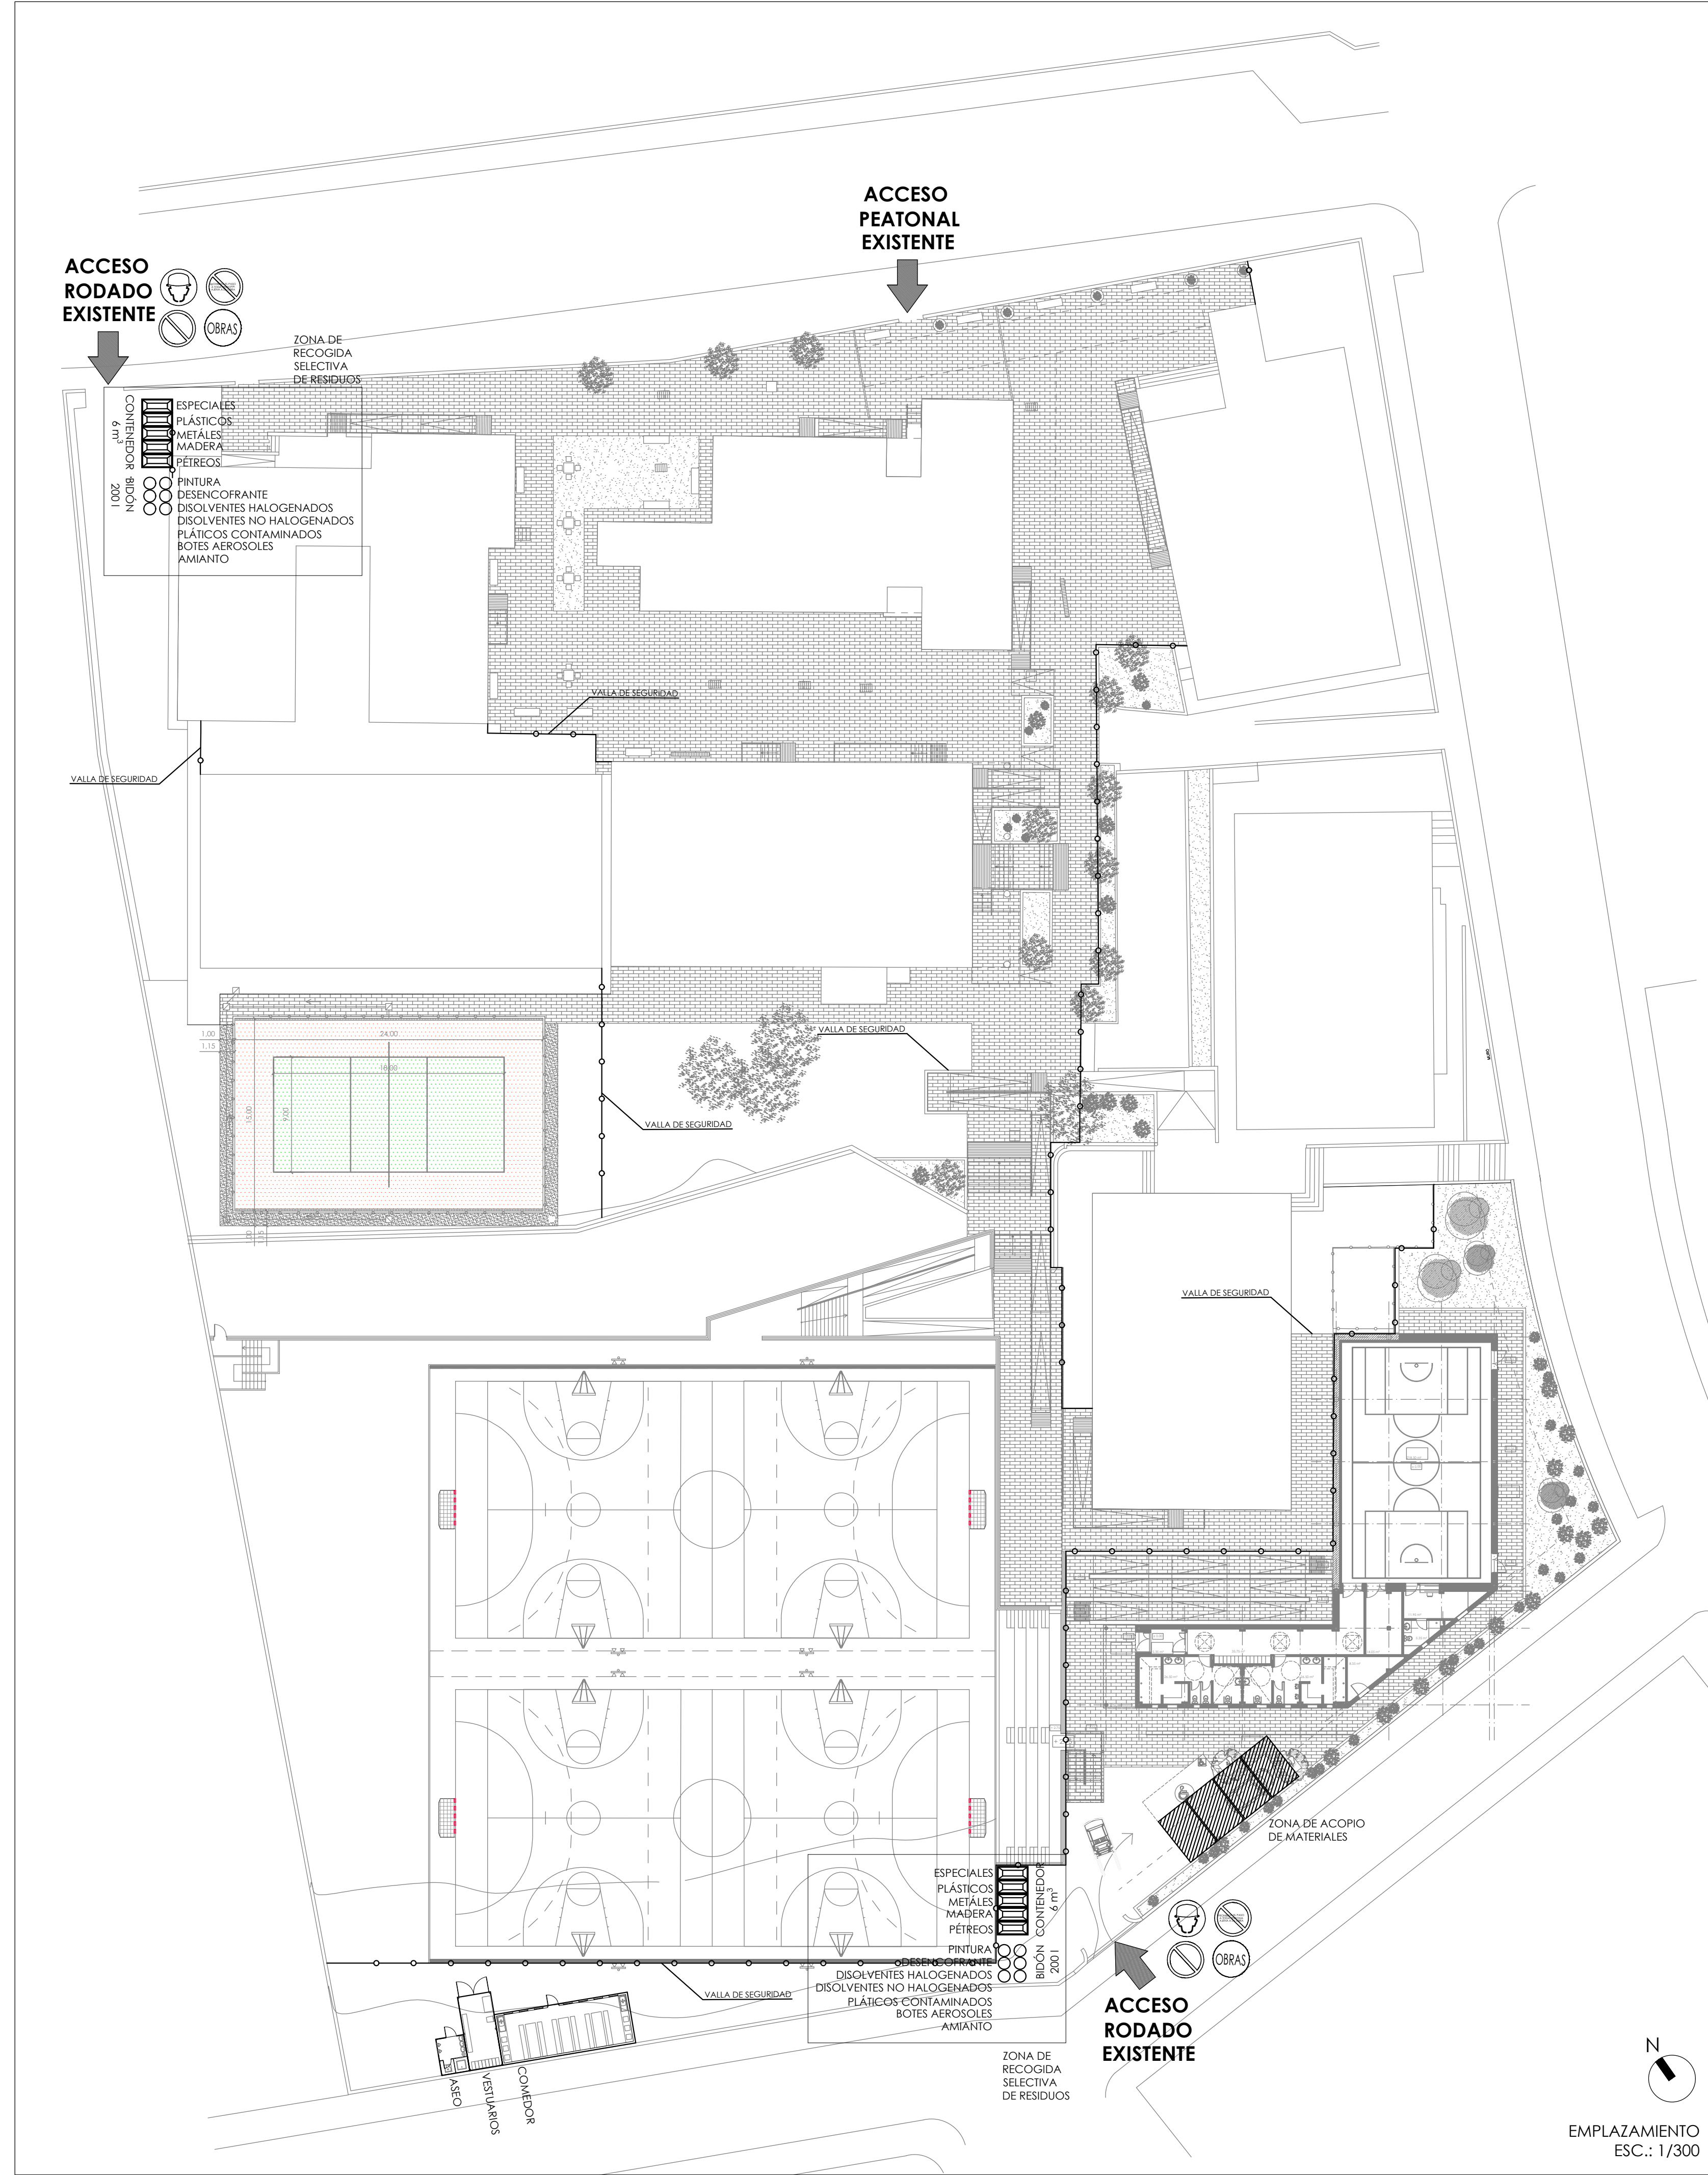 ACCESO
PEATONAL
EXISTENTE
ACCESO
RODADO
EXISTENTE
OBRAS
ZONA DE
RECOGIDA
SELECTIVA
DE RESIDUOS
CONTENEDOR
6 m³
ESPECIALES
PLÁSTICOS
METÁLES
MADERA
PÉTREOS
BIDÓN
200 l
PINTURA
DESENCOFRANTE
DISOLVENTES HALOGENADOS
DISOLVENTES NO HALOGENADOS
PLÁTICOS CONTAMINADOS
BOTES AEROSOLES
AMIANTO
VALLA DE SEGURIDAD
VALLA DE SEGURIDAD
VALLA DE SEGURIDAD
VALLA DE SEGURIDAD
1,00
1,15
24,00
18,00
15,00
9,00
1,00
1,15
MURO
VALLA DE SEGURIDAD
ZONA DE ACOPIO
DE MATERIALES
ESPECIALES
PLÁSTICOS
METÁLES
MADERA
PÉTREOS
CONTENEDOR
6 m³
PINTURA
DESENCOFRANTE
DISOLVENTES HALOGENADOS
DISOLVENTES NO HALOGENADOS
PLÁTICOS CONTAMINADOS
BOTES AEROSOLES
AMIANTO
BIDÓN
200 l
OBRAS
VALLA DE SEGURIDAD
ACCESO
RODADO
EXISTENTE
ZONA DE
RECOGIDA
SELECTIVA
DE RESIDUOS
ASEO
VESTUARIOS
COMEDOR
N
EMPLAZAMIENTO
ESC.: 1/300